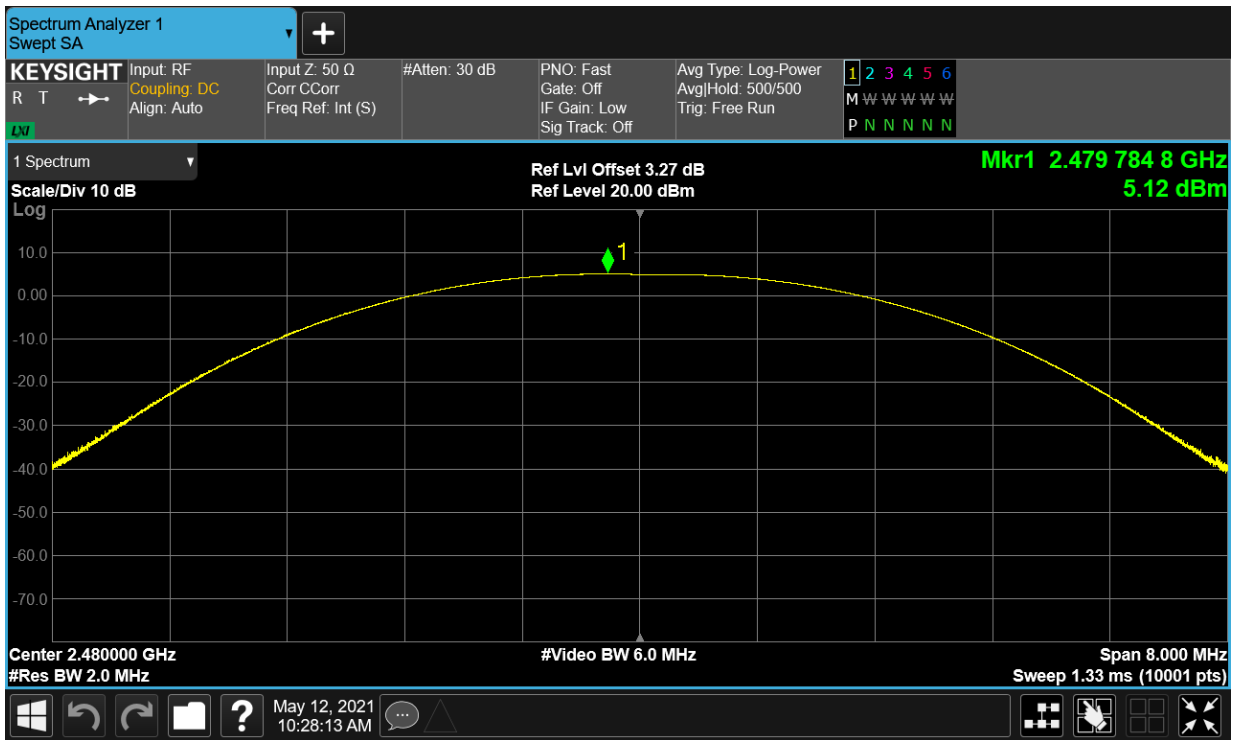 Spectrum Analyzer 1
Swept SA
KEYSIGHT
R T
LXI
Input: RF
Coupling: DC
Align: Auto
Input Z: 50 Ω
Corr CCorr
Freq Ref: Int (S)
#Atten: 30 dB
PNO: Fast
Gate: Off
IF Gain: Low
Sig Track: Off
Avg Type: Log-Power
Avg|Hold: 500/500
Trig: Free Run
1 2 3 4 5 6
M W W W W W
P N N N N N
1 Spectrum
Scale/Div 10 dB
Log
Ref Lvl Offset 3.27 dB
Ref Level 20.00 dBm
Mkr1 2.479 784 8 GHz
5.12 dBm
1
10.0
0.00
-10.0
-20.0
-30.0
-40.0
-50.0
-60.0
-70.0
Center 2.480000 GHz
#Res BW 2.0 MHz
#Video BW 6.0 MHz
Span 8.000 MHz
Sweep 1.33 ms (10001 pts)
?
May 12, 2021
10:28:13 AM